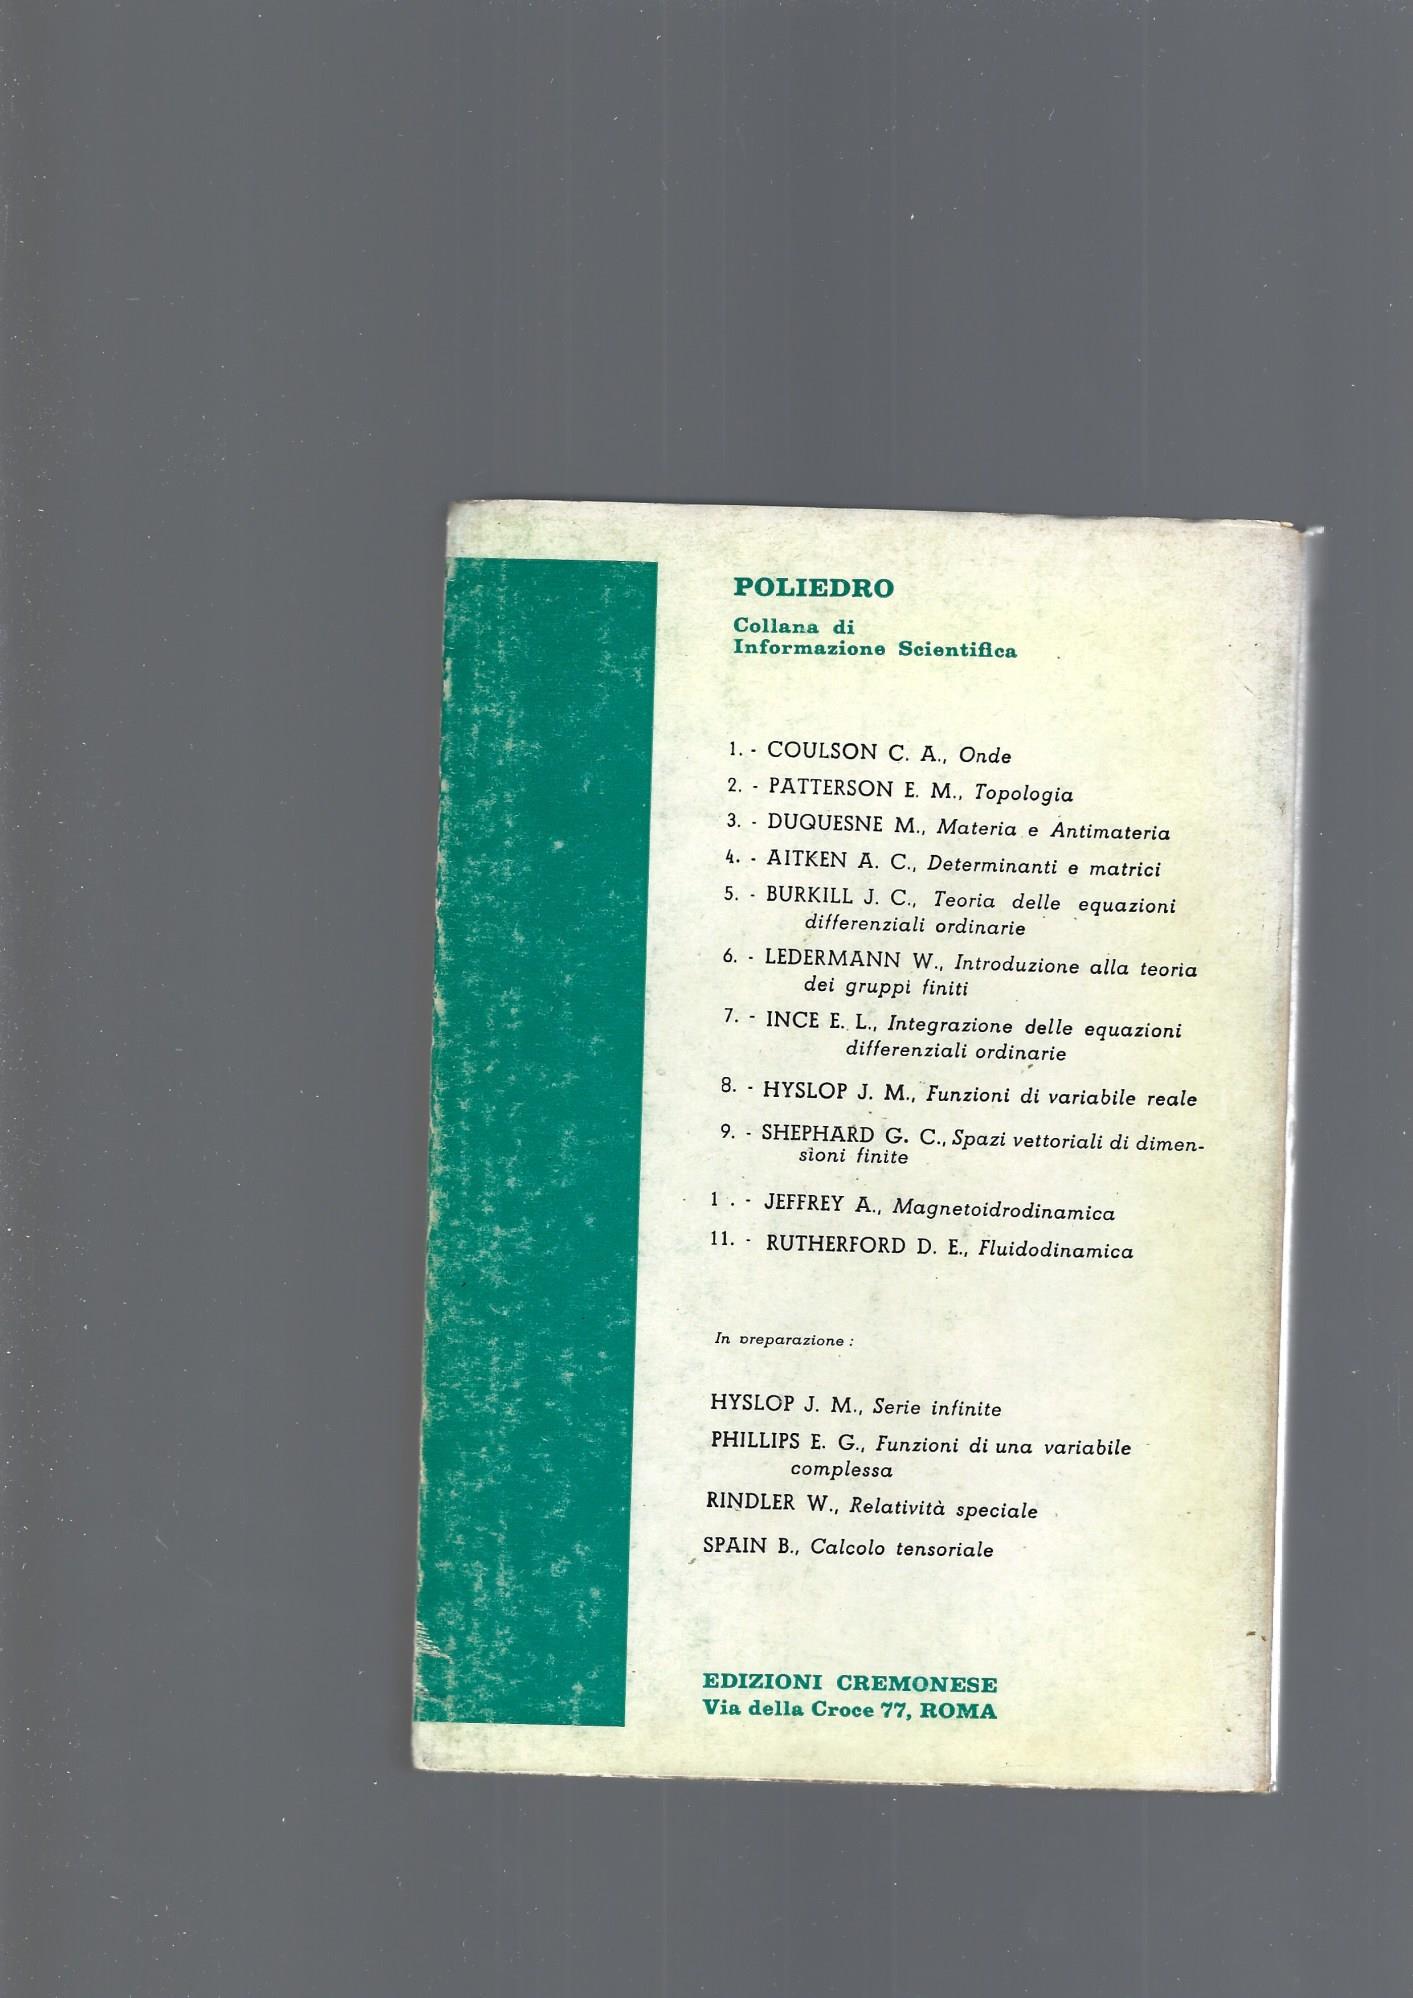 POLIEDRO
Collana di
Informazione Scientifica
1. - COULSON C. A., Onde
2. - PATTERSON E. M., Topologia
3. - DUQUESNE M., Materia e Antimateria
4. - AITKEN A. C., Determinanti e matrici
5. - BURKILL J. C., Teoria delle equazioni
differenziali ordinarie
6. - LEDERMANN W., Introduzione alla teoria
dei gruppi finiti
7. - INCE E. L., Integrazione delle equazioni
differenziali ordinarie
8. - HYSLOP J. M., Funzioni di variabile reale
9. - SHEPHARD G. C., Spazi vettoriali di dimen-
sioni finite
1 . - JEFFREY A., Magnetoidrodinamica
11. - RUTHERFORD D. E., Fluidodinamica
In preparazione :
HYSLOP J. M., Serie infinite
PHILLIPS E. G., Funzioni di una variabile
complessa
RINDLER W., Relatività speciale
SPAIN B., Calcolo tensoriale
EDIZIONI CREMONESE
Via della Croce 77, ROMA